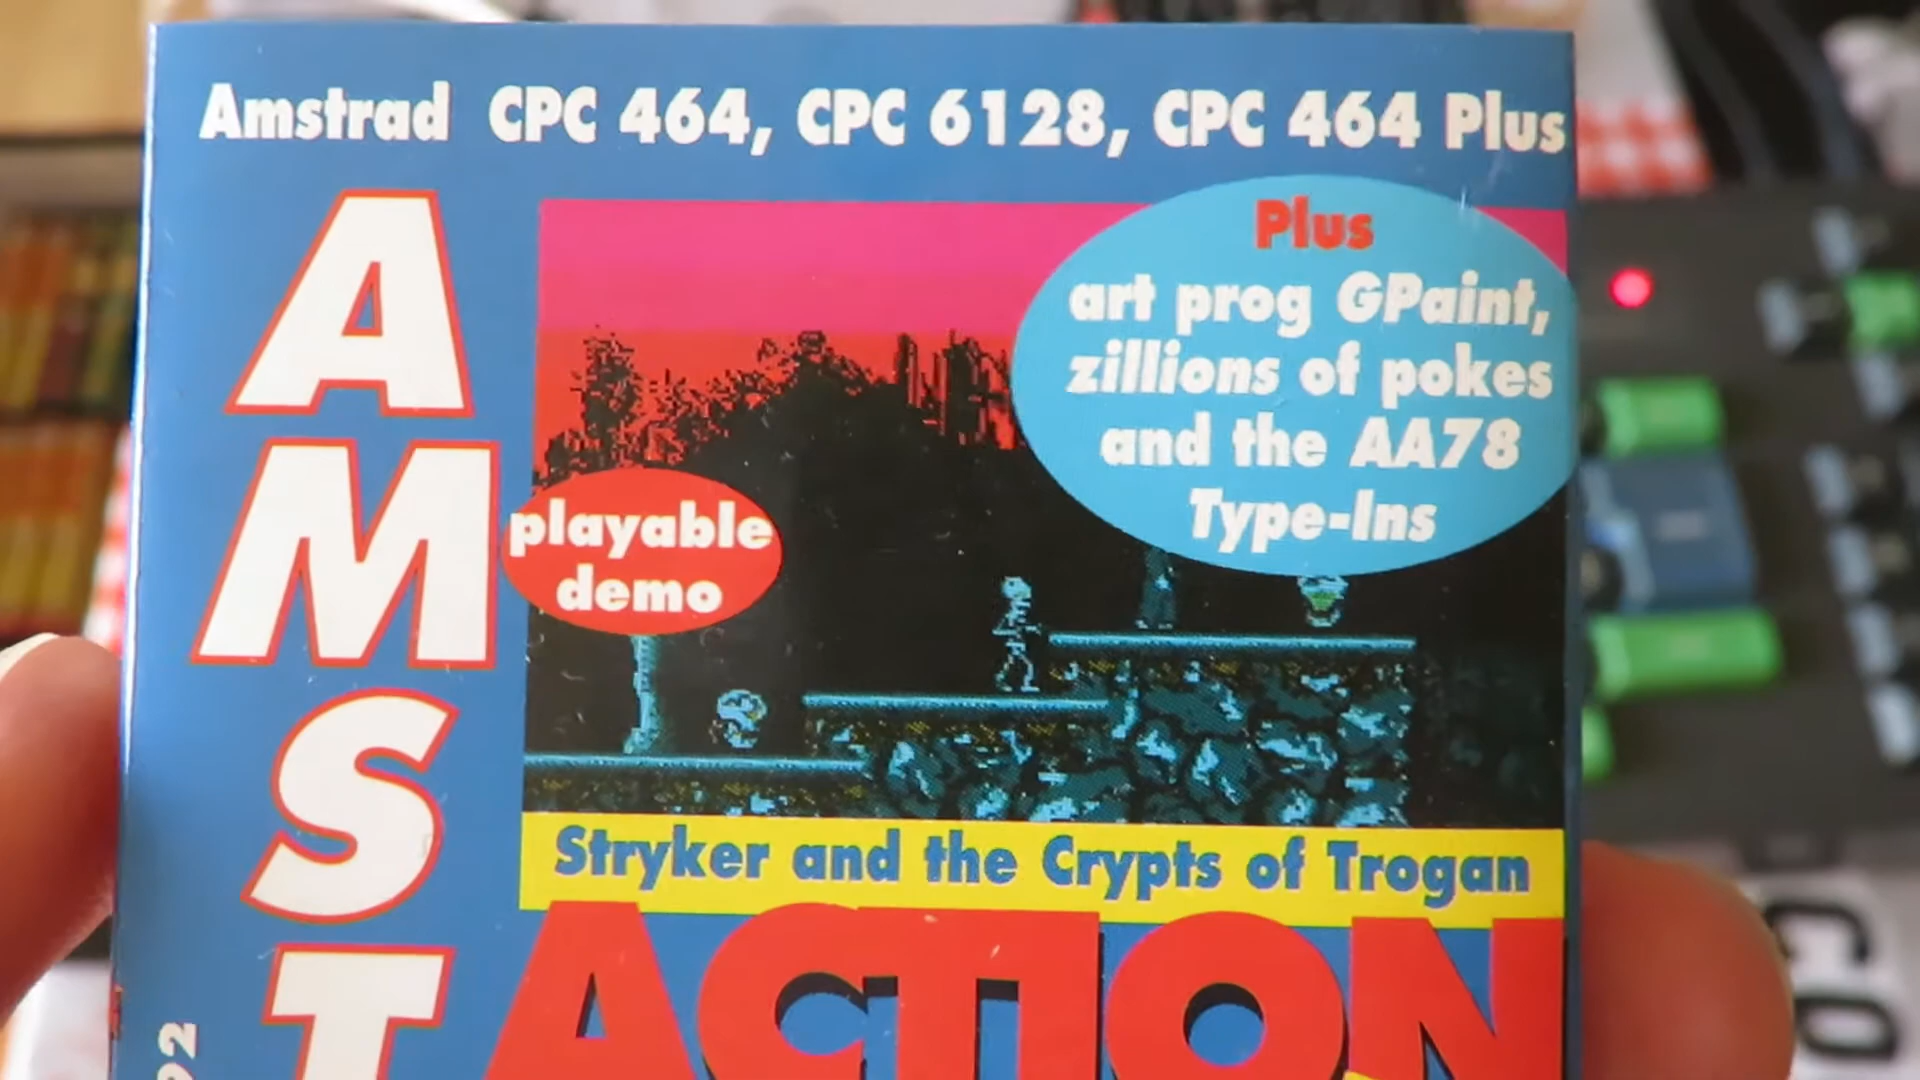 Amstrad CPC 464, CPC 6128, CPC 464 Plus
AMST
Plus
art prog GPaint,
zillions of pokes
and the AA78
Type-Ins
playable
demo
Stryker and the Crypts of Trogan
ACTION
92